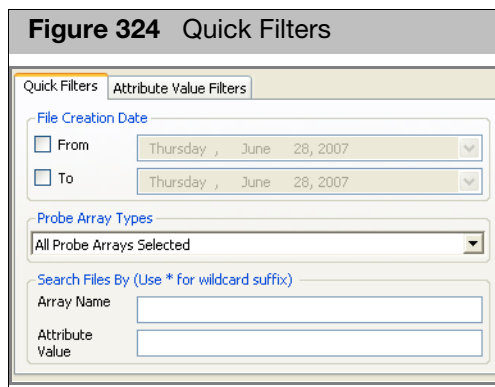 Figure 324 Quick Filters
Quick Filters Attribute Value Filters
File Creation Date
From Thursday , June 28, 2007
To Thursday , June 28, 2007
Probe Array Types
All Probe Arrays Selected
Search Files By (Use * for wildcard suffix)
Array Name
Attribute
Value